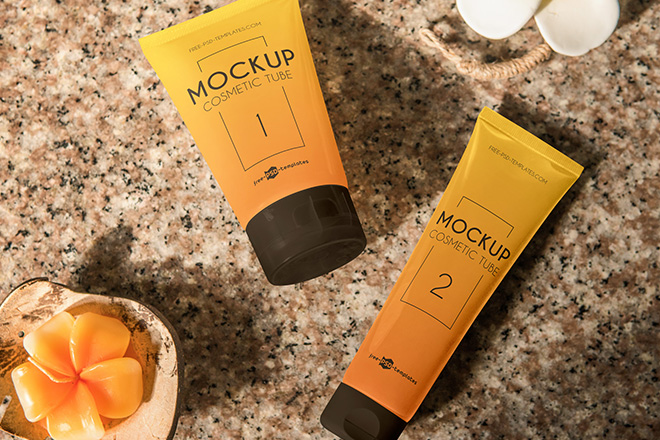 FREE-PSD-TEMPLATES.COM
MOCKUP
COSMETIC TUBE
1
free-PSD-templates
FREE-PSD-TEMPLATES.COM
MOCKUP
COSMETIC TUBE
2
free-PSD-templates